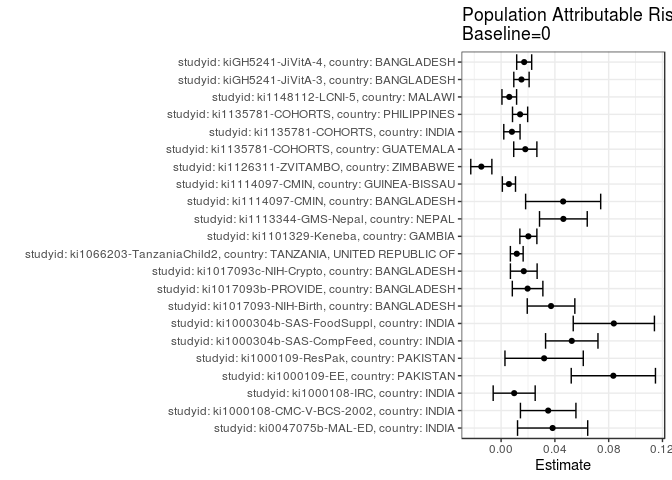 Population Attributable Ris
Baseline=0
studyid: kiGH5241-JiVitA-4, country: BANGLADESH
studyid: kiGH5241-JiVitA-3, country: BANGLADESH
studyid: ki1148112-LCNI-5, country: MALAWI
studyid: ki1135781-COHORTS, country: PHILIPPINES
studyid: ki1135781-COHORTS, country: INDIA
studyid: ki1135781-COHORTS, country: GUATEMALA
studyid: ki1126311-ZVITAMBO, country: ZIMBABWE
studyid: ki1114097-CMIN, country: GUINEA-BISSAU
studyid: ki1114097-CMIN, country: BANGLADESH
studyid: ki1113344-GMS-Nepal, country: NEPAL
studyid: ki1101329-Keneba, country: GAMBIA
studyid: ki1066203-TanzaniaChild2, country: TANZANIA, UNITED REPUBLIC OF
studyid: ki1017093c-NIH-Crypto, country: BANGLADESH
studyid: ki1017093b-PROVIDE, country: BANGLADESH
studyid: ki1017093-NIH-Birth, country: BANGLADESH
studyid: ki1000304b-SAS-FoodSuppl, country: INDIA
studyid: ki1000304b-SAS-CompFeed, country: INDIA
studyid: ki1000109-ResPak, country: PAKISTAN
studyid: ki1000109-EE, country: PAKISTAN
studyid: ki1000108-IRC, country: INDIA
studyid: ki1000108-CMC-V-BCS-2002, country: INDIA
studyid: ki0047075b-MAL-ED, country: INDIA
0.00 0.04 0.08 0.12
Estimate